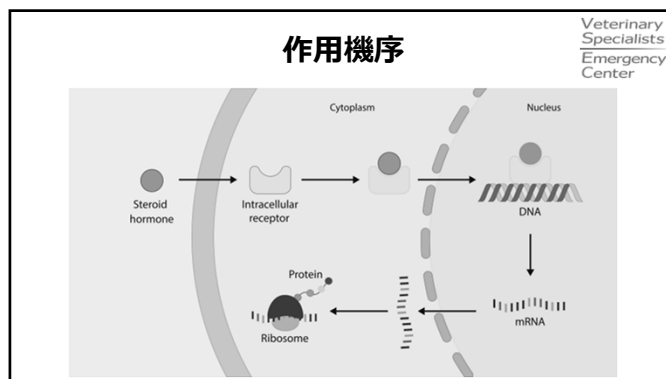 作用機序
Veterinary
Specialists
Emergency
Center
Cytoplasm
Nucleus
Steroid
hormone
Intracellular
receptor
DNA
Protein
Ribosome
mRNA